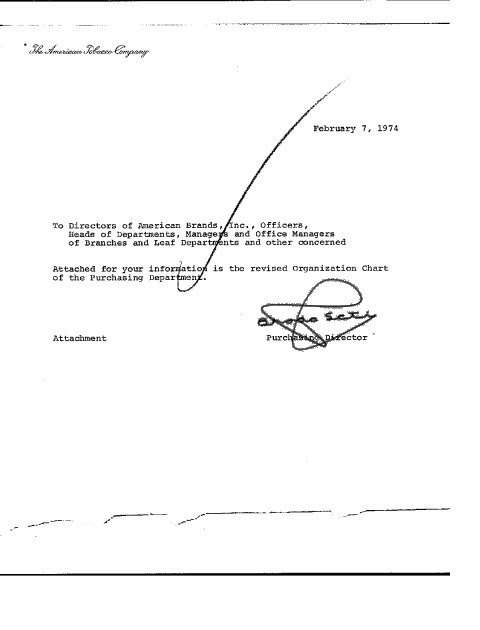 The American Tobacco Company
February 7, 1974
To Directors of American Brands, Inc., Officers,
Heads of Departments, Managers and Office Managers
of Branches and Leaf Departments and other concerned
Attached for your information is the revised Organization Chart
of the Purchasing Department.
Attachment
Purchasing Director